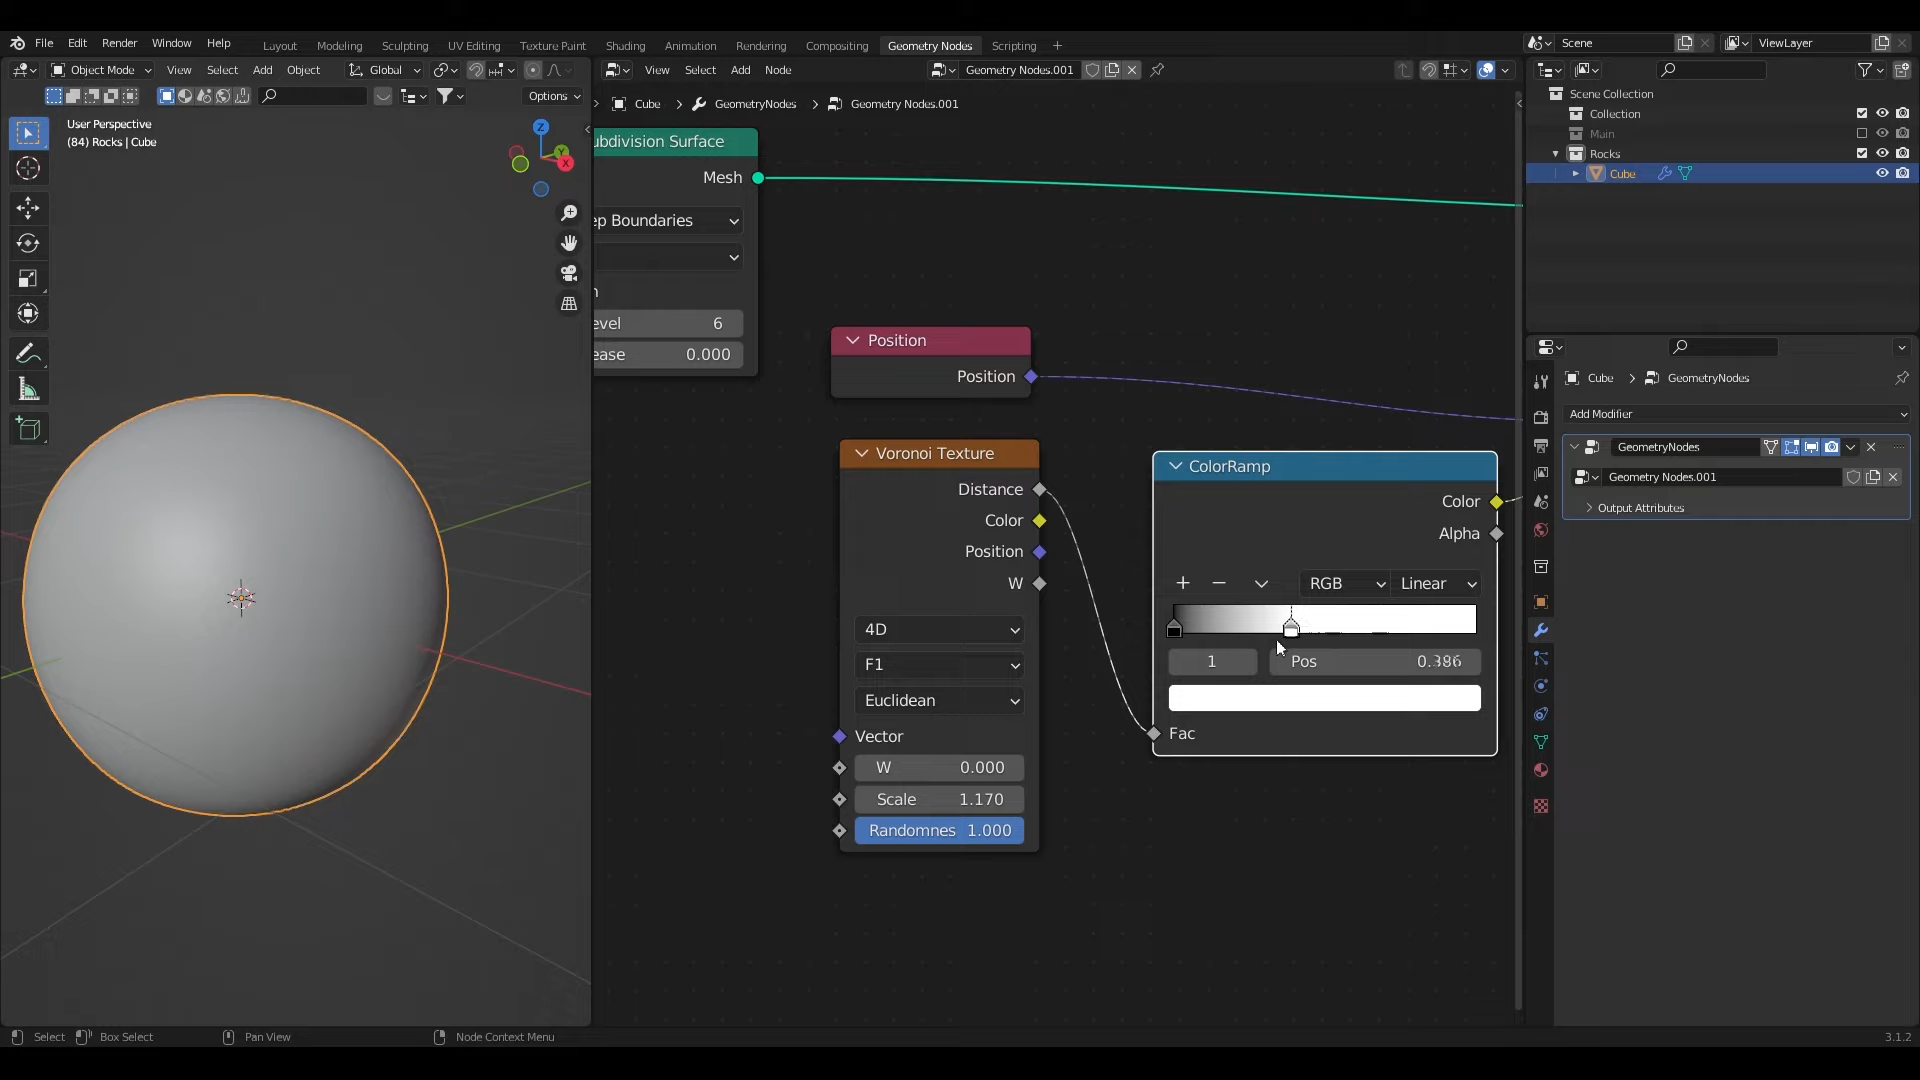 File Edit Render Window Help
Layout Modeling Sculpting UV Editing Texture Paint Shading Animation Rendering Compositing Geometry Nodes Scripting
Scene
ViewLayer
Object Mode View Select Add Object Global
View Select Add Node
Geometry Nodes.001
Options
Cube > GeometryNodes > Geometry Nodes.001
User Perspective
(84) Rocks | Cube
Z
Y
X
ubdivision Surface
Mesh
ep Boundaries
n
evel 6
ease 0.000
Position
Position
Voronoi Texture
Distance
Color
Position
W
4D
F1
Euclidean
Vector
W 0.000
Scale 1.170
Randomnes 1.000
ColorRamp
Color
Alpha
RGB Linear
1 Pos 0.386
Fac
Scene Collection
Collection
Main
Rocks
Cube
Cube > GeometryNodes
Add Modifier
GeometryNodes
Geometry Nodes.001
> Output Attributes
Select Box Select Pan View Node Context Menu
3.1.2